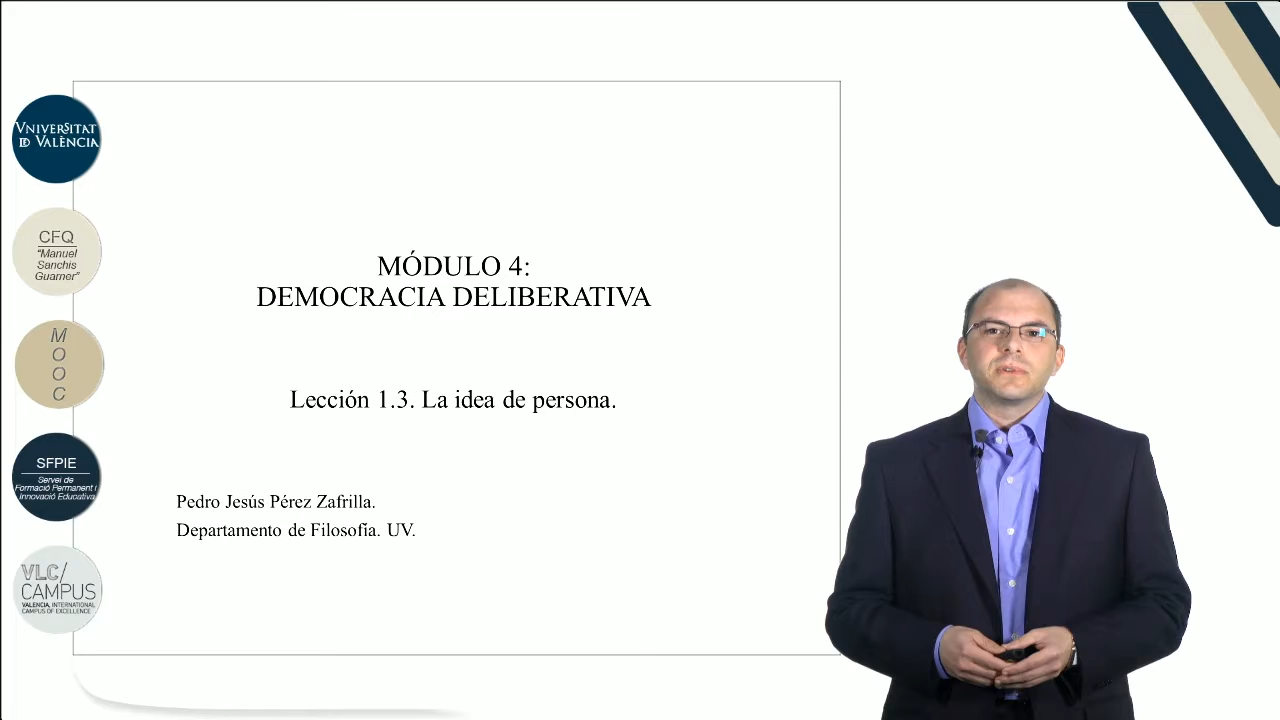 VNIVERSITAT
DE VALÈNCIA
CFQ
"Manuel
Sanchis
Guarner"
M
O
O
C
SFPIE
Servei de
Formació Permanent i
Innovació Educativa
VLC/
CAMPUS
VALENCIA, INTERNATIONAL
CAMPUS OF EXCELLENCE
MÓDULO 4:
DEMOCRACIA DELIBERATIVA
Lección 1.3. La idea de persona.
Pedro Jesús Pérez Zafrilla.
Departamento de Filosofía. UV.